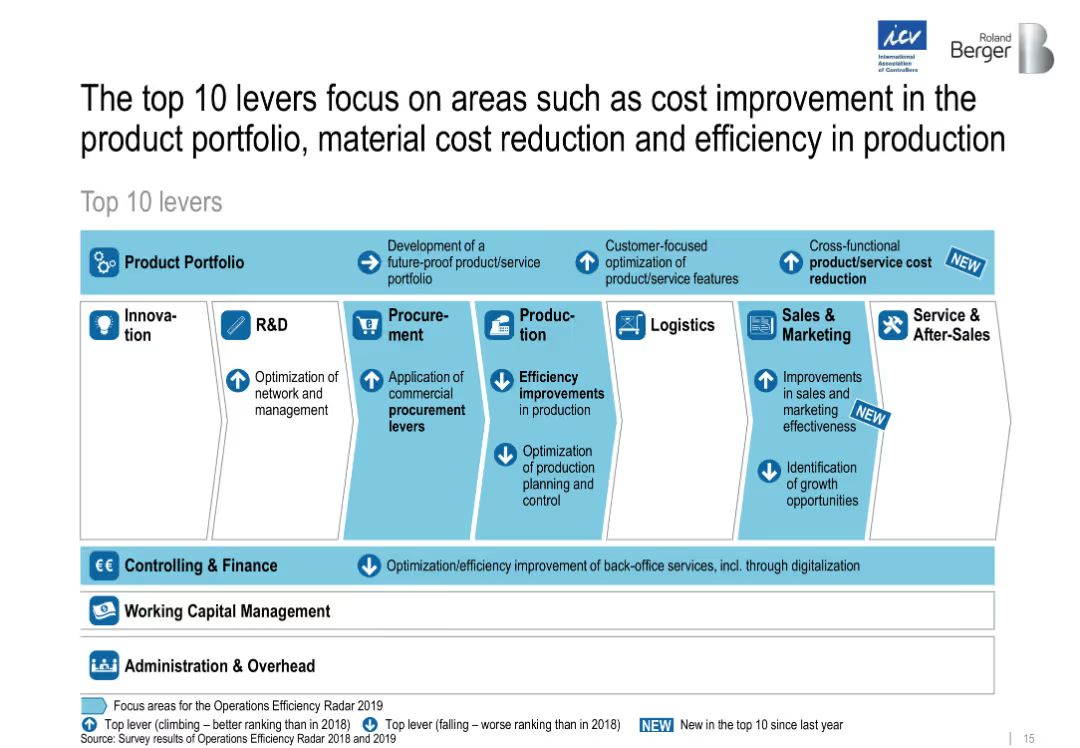 icv
International
Association
of Controllers
Roland
Berger
B
The top 10 levers focus on areas such as cost improvement in the
product portfolio, material cost reduction and efficiency in production
Top 10 levers
Product Portfolio
Development of a
future-proof product/service
portfolio
Customer-focused
optimization of
product/service features
Cross-functional
product/service cost
reduction
NEW
Innova-
tion
R&D
Optimization of
network and
management
Procure-
ment
Application of
commercial
procurement
levers
Produc-
tion
Efficiency
improvements
in production
Optimization
of production
planning and
control
Logistics
Sales &
Marketing
Improvements
in sales and
marketing
effectiveness
NEW
Identification
of growth
opportunities
Service &
After-Sales
€€ Controlling & Finance
Optimization/efficiency improvement of back-office services, incl. through digitalization
Working Capital Management
Administration & Overhead
Focus areas for the Operations Efficiency Radar 2019
Top lever (climbing – better ranking than in 2018) Top lever (falling – worse ranking than in 2018) NEW New in the top 10 since last year
Source: Survey results of Operations Efficiency Radar 2018 and 2019
15